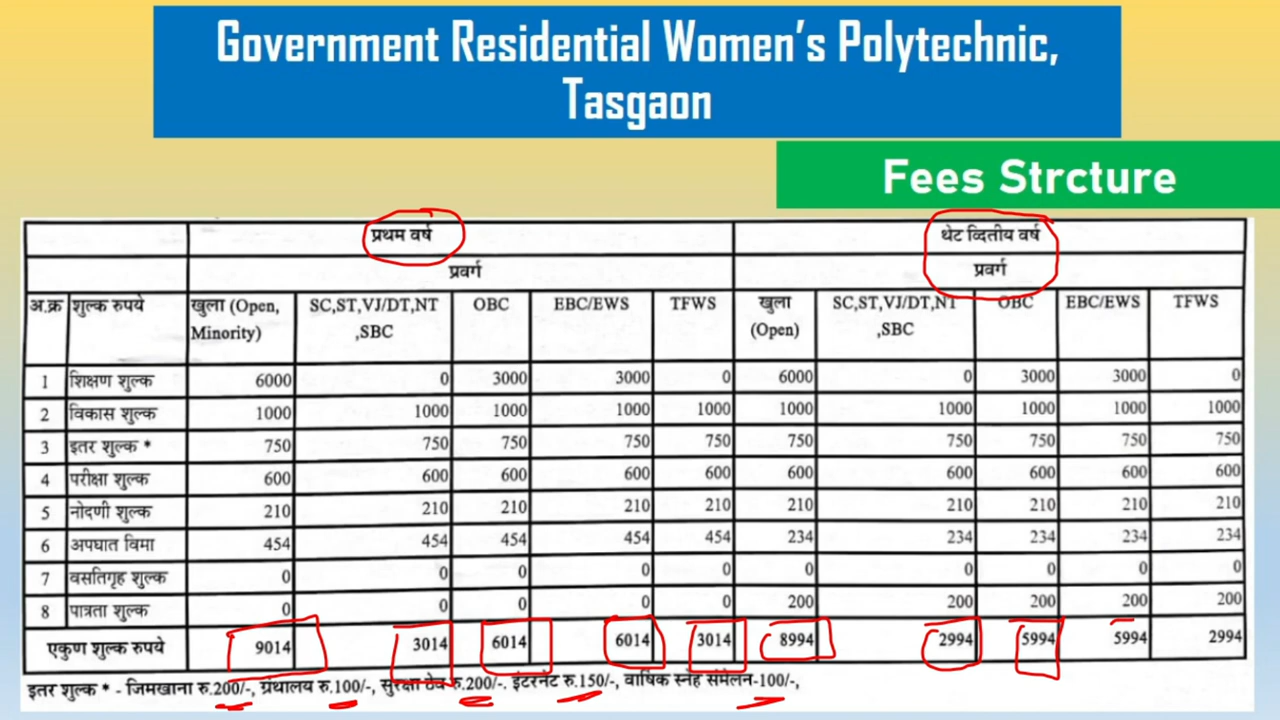 Government Residential Women's Polytechnic,
Tasgaon
Fees Strcture
प्रथम वर्ष थेट व्दितीय वर्ष
प्रवर्ग प्रवर्ग
अ.क्र शुल्क रुपये खुला (Open, Minority) SC,ST,VJ/DT,NT ,SBC OBC EBC/EWS TFWS खुला (Open) SC,ST,VJ/DT,NT ,SBC OBC EBC/EWS TFWS
1 शिक्षण शुल्क 6000 0 3000 3000 0 6000 0 3000 3000 0
2 विकास शुल्क 1000 1000 1000 1000 1000 1000 1000 1000 1000 1000
3 इतर शुल्क * 750 750 750 750 750 750 750 750 750 750
4 परीक्षा शुल्क 600 600 600 600 600 600 600 600 600 600
5 नोदणी शुल्क 210 210 210 210 210 210 210 210 210 210
6 अपघात विमा 454 454 454 454 454 234 234 234 234 234
7 वसतिगृह शुल्क 0 0 0 0 0 0 0 0 0 0
8 पात्रता शुल्क 0 0 0 0 0 200 200 200 200 200
एकुण शुल्क रुपये 9014 3014 6014 6014 3014 8994 2994 5994 5994 2994
इतर शुल्क * - जिमखाना रु.200/-, ग्रंथालय रु.100/-, सुरक्षा ठेव रु.200/-. इंटरनेट रु.150/-, वार्षिक स्नेह संमेलन-100/-,